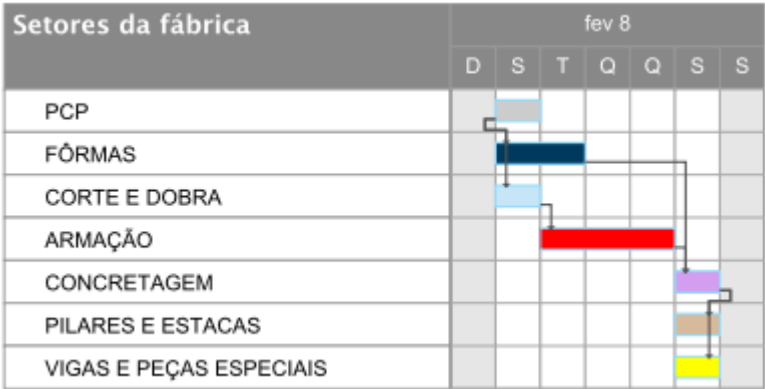 Setores da fábrica
fev 8
D S T Q Q S S
PCP
FÔRMAS
CORTE E DOBRA
ARMAÇÃO
CONCRETAGEM
PILARES E ESTACAS
VIGAS E PEÇAS ESPECIAIS